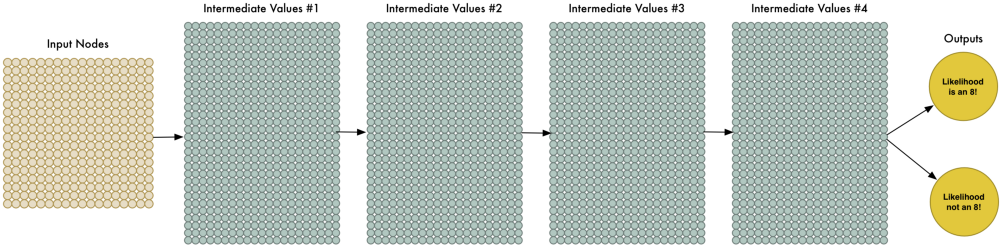 Input Nodes
Intermediate Values #1
Intermediate Values #2
Intermediate Values #3
Intermediate Values #4
Outputs
Likelihood
is an 8!
Likelihood
not an 8!